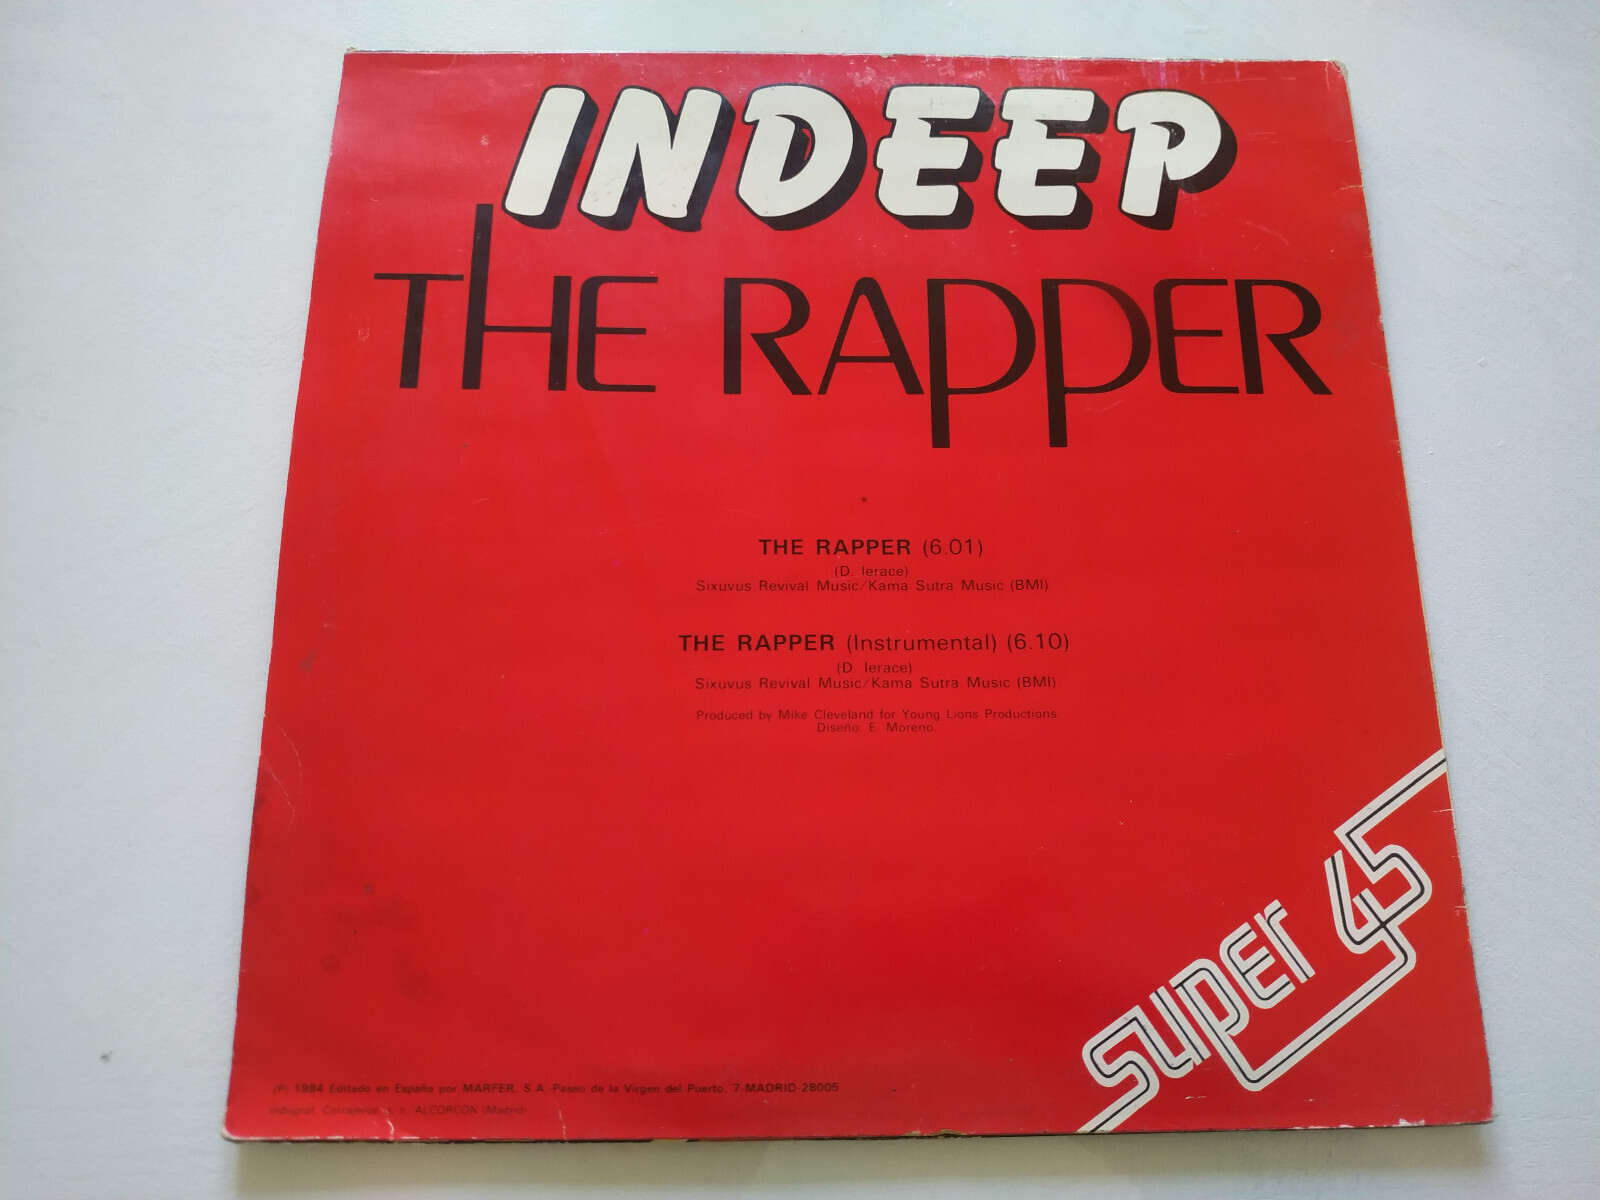 INDEEP
THE RAPPER
THE RAPPER (6.01)
(D. Ierace)
Sixuvus Revival Music/Kama Sutra Music (BMI)
THE RAPPER (Instrumental) (6.10)
(D. Ierace)
Sixuvus Revival Music/Kama Sutra Music (BMI)
Produced by Mike Cleveland for Young Lions Productions
Diseño E. Moreno.
SUPER 45
(P) 1984 Editado en España por MARFER, S.A.-Paseo de la Virgen del Puerto, 7-MADRID-28005
Indugraf. Cerrajeros, s. n. ALCORCON (Madrid)